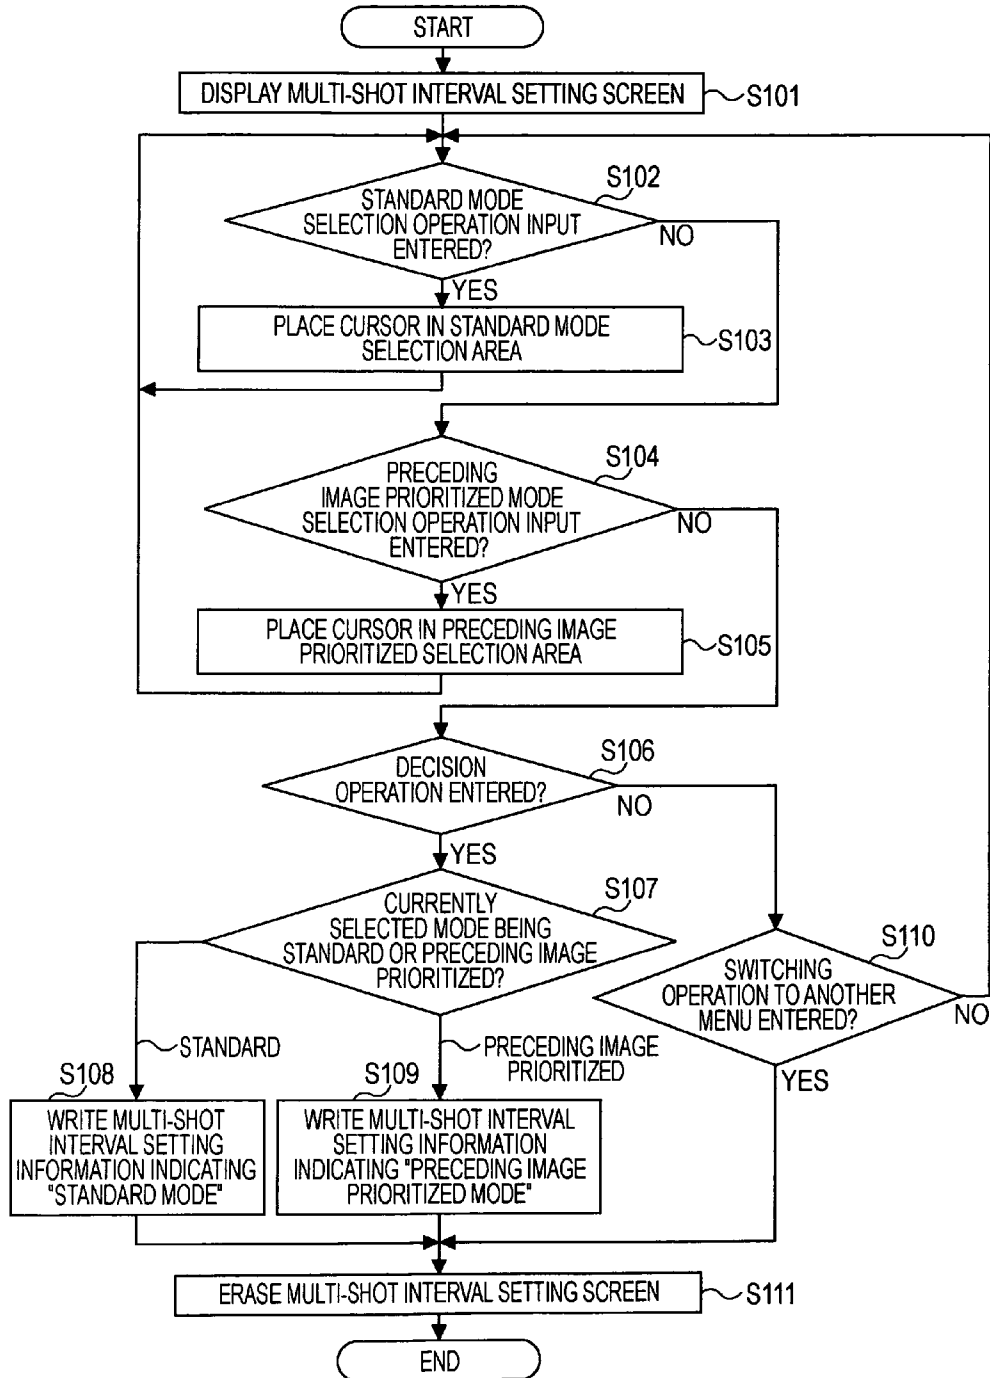 START
DISPLAY MULTI-SHOT INTERVAL SETTING SCREEN
S101
S102
STANDARD MODE
SELECTION OPERATION INPUT
ENTERED?
NO
YES
PLACE CURSOR IN STANDARD MODE
SELECTION AREA
S103
S104
PRECEDING
IMAGE PRIORITIZED MODE
SELECTION OPERATION INPUT
ENTERED?
NO
YES
PLACE CURSOR IN PRECEDING IMAGE
PRIORITIZED SELECTION AREA
S105
S106
DECISION
OPERATION ENTERED?
NO
YES
S107
CURRENTLY
SELECTED MODE BEING
STANDARD OR PRECEDING IMAGE
PRIORITIZED?
S110
SWITCHING
OPERATION TO ANOTHER
MENU ENTERED?
NO
YES
STANDARD
PRECEDING IMAGE
PRIORITIZED
S108
WRITE MULTI-SHOT
INTERVAL SETTING
INFORMATION INDICATING
"STANDARD MODE"
S109
WRITE MULTI-SHOT INTERVAL
SETTING INFORMATION
INDICATING "PRECEDING IMAGE
PRIORITIZED MODE"
ERASE MULTI-SHOT INTERVAL SETTING SCREEN
S111
END